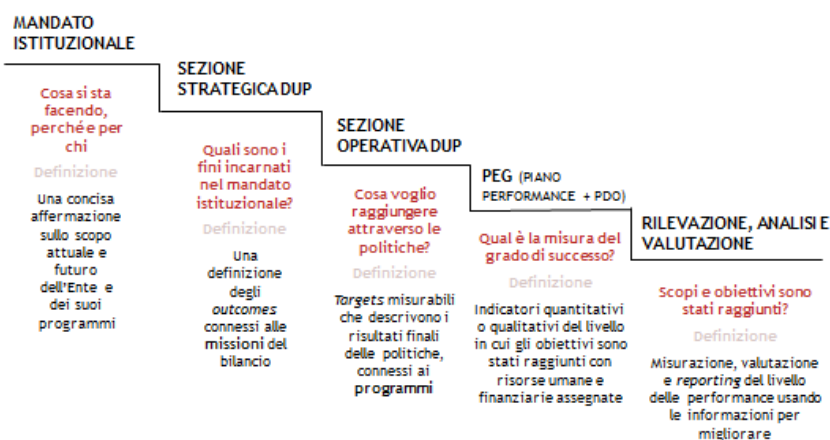 MANDATO
ISTITUZIONALE
Cosa si sta
facendo,
perché e per
chi
Definizione
Una concisa
affermazione
sullo scopo
attuale e
futuro
dell'Ente e
dei suoi
programmi
SEZIONE
STRATEGICA DUP
Quali sono i
fini incarnati
nel mandato
istituzionale?
Definizione
Una
definizione
degli
outcomes
connessi alle
missioni del
bilancio
SEZIONE
OPERATIVA DUP
Cosa voglio
raggiungere
attraverso le
politiche?
Definizione
Targets misurabili
che descrivono i
risultati finali
delle politiche,
connessi ai
programmi
PEG (PIANO
PERFORMANCE + PDO)
Qual è la misura del
grado di successo?
Definizione
Indicatori quantitativi
o qualitativi del livello
in cui gli obiettivi sono
stati raggiunti con
risorse umane e
finanziarie assegnate
RILEVAZIONE, ANALISI E
VALUTAZIONE
Scopi e obiettivi sono
stati raggiunti?
Definizione
Misurazione, valutazione
e reporting del livello
delle performance usando
le informazioni per
migliorare